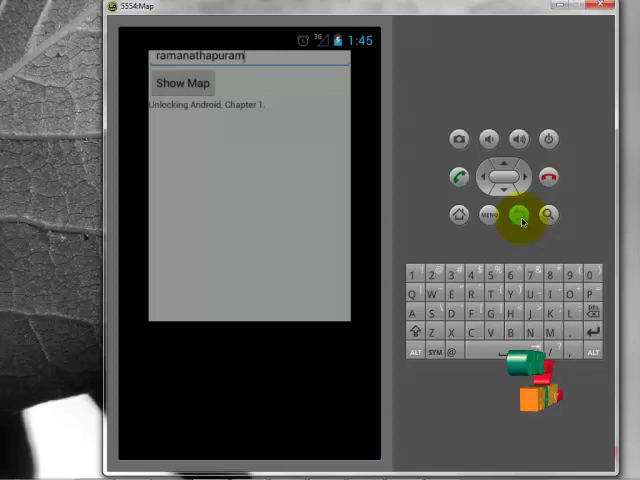 5554:Map
3G 1:45
ramanathapuram
Show Map
Unlocking Android, Chapter 1.
MENU
1 2 3 4 5 6 7 8 9 0
Q W E R T Y U I O P
A S D F G H J K L DEL
Z X C V B N M .
ALT SYM @ / , ALT